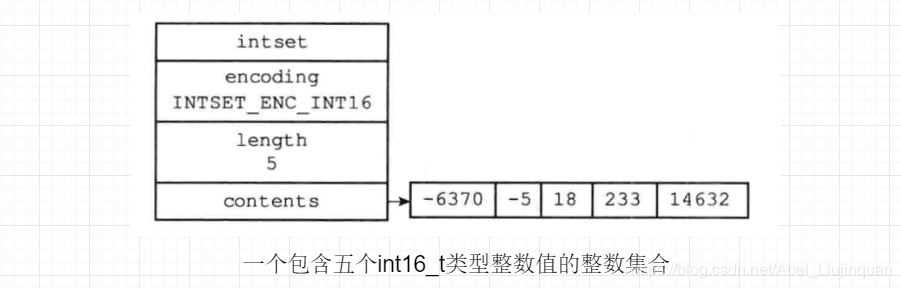 intset
encoding
INTSET_ENC_INT16
length
5
contents
-6370 -5 18 233 14632
一个包含五个int16_t类型整数值的整数集合
https://blog.csdn.net/Abel_Liujinquan